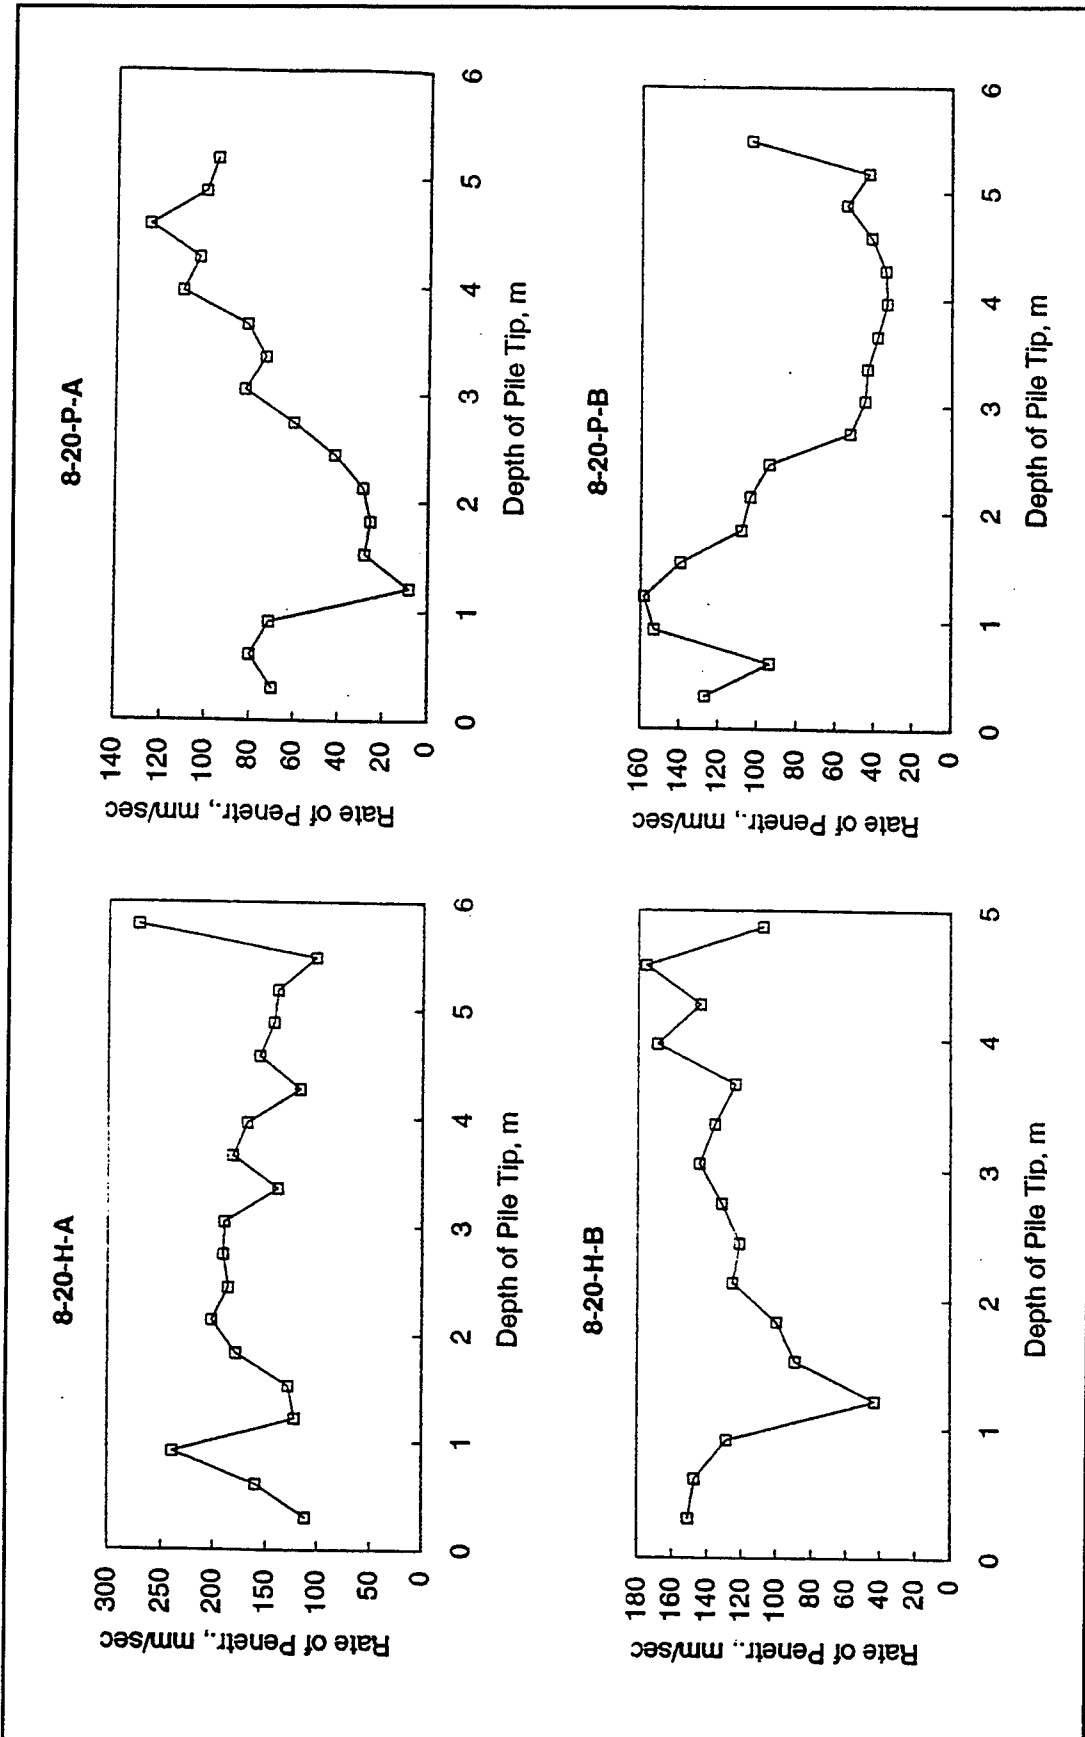 8-20-H-A
Rate of Penetr., mm/sec
300
250
200
150
100
50
0
0 1 2 3 4 5 6
Depth of Pile Tip, m
8-20-P-A
Rate of Penetr., mm/sec
140
120
100
80
60
40
20
0
0 1 2 3 4 5 6
Depth of Pile Tip, m
8-20-H-B
Rate of Penetr., mm/sec
180
160
140
120
100
80
60
40
20
0
0 1 2 3 4 5
Depth of Pile Tip, m
8-20-P-B
Rate of Penetr., mm/sec
160
140
120
100
80
60
40
20
0
0 1 2 3 4 5 6
Depth of Pile Tip, m